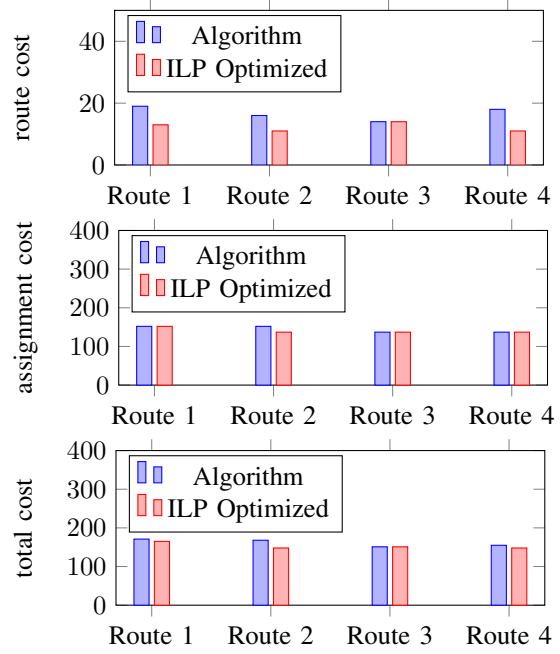 route cost
40
20
0
Algorithm
ILP Optimized
Route 1 Route 2 Route 3 Route 4
assignment cost
400
300
200
100
0
Algorithm
ILP Optimized
Route 1 Route 2 Route 3 Route 4
total cost
400
300
200
100
0
Algorithm
ILP Optimized
Route 1 Route 2 Route 3 Route 4